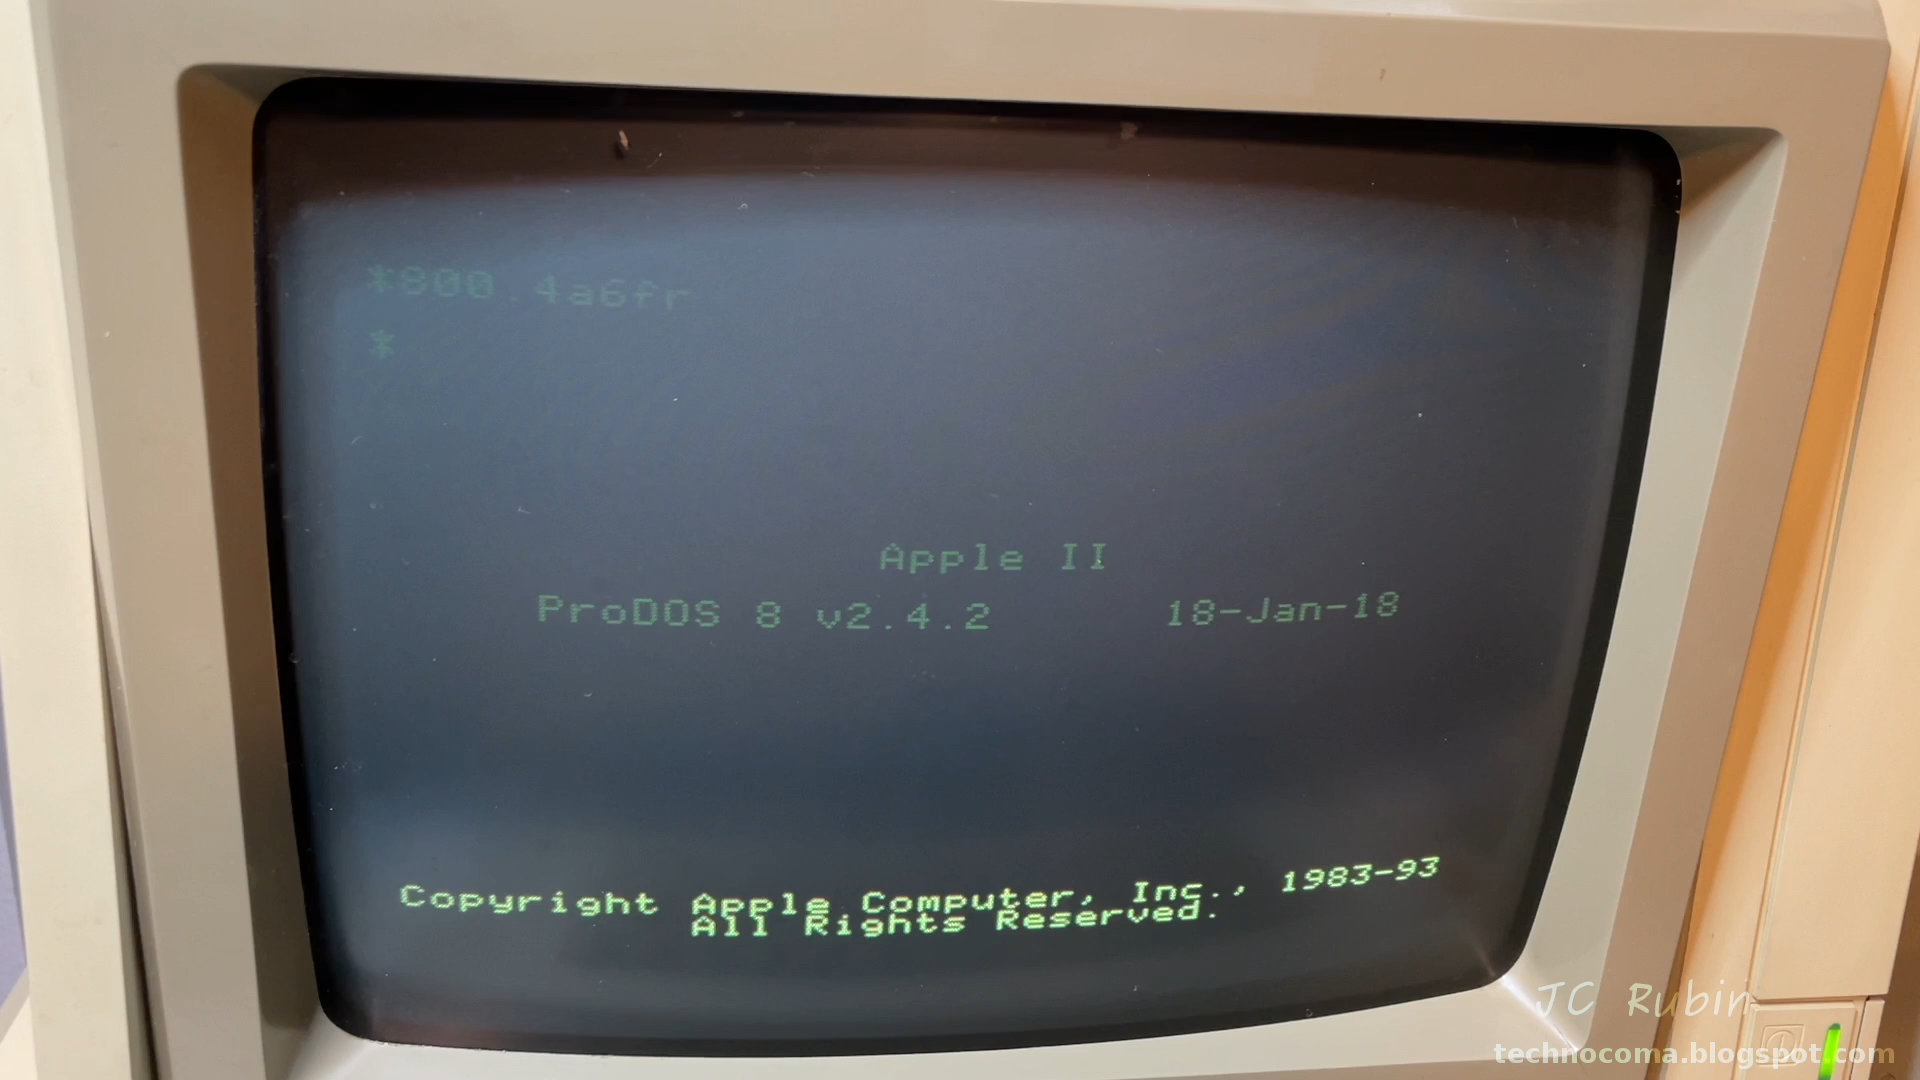 *800.4a6fr
*
Apple II
ProDOS 8 v2.4.2 18-Jan-18
Copyright Apple Computer, Inc., 1983-93
All Rights Reserved.
JC Rubin
technocoma.blogspot.com